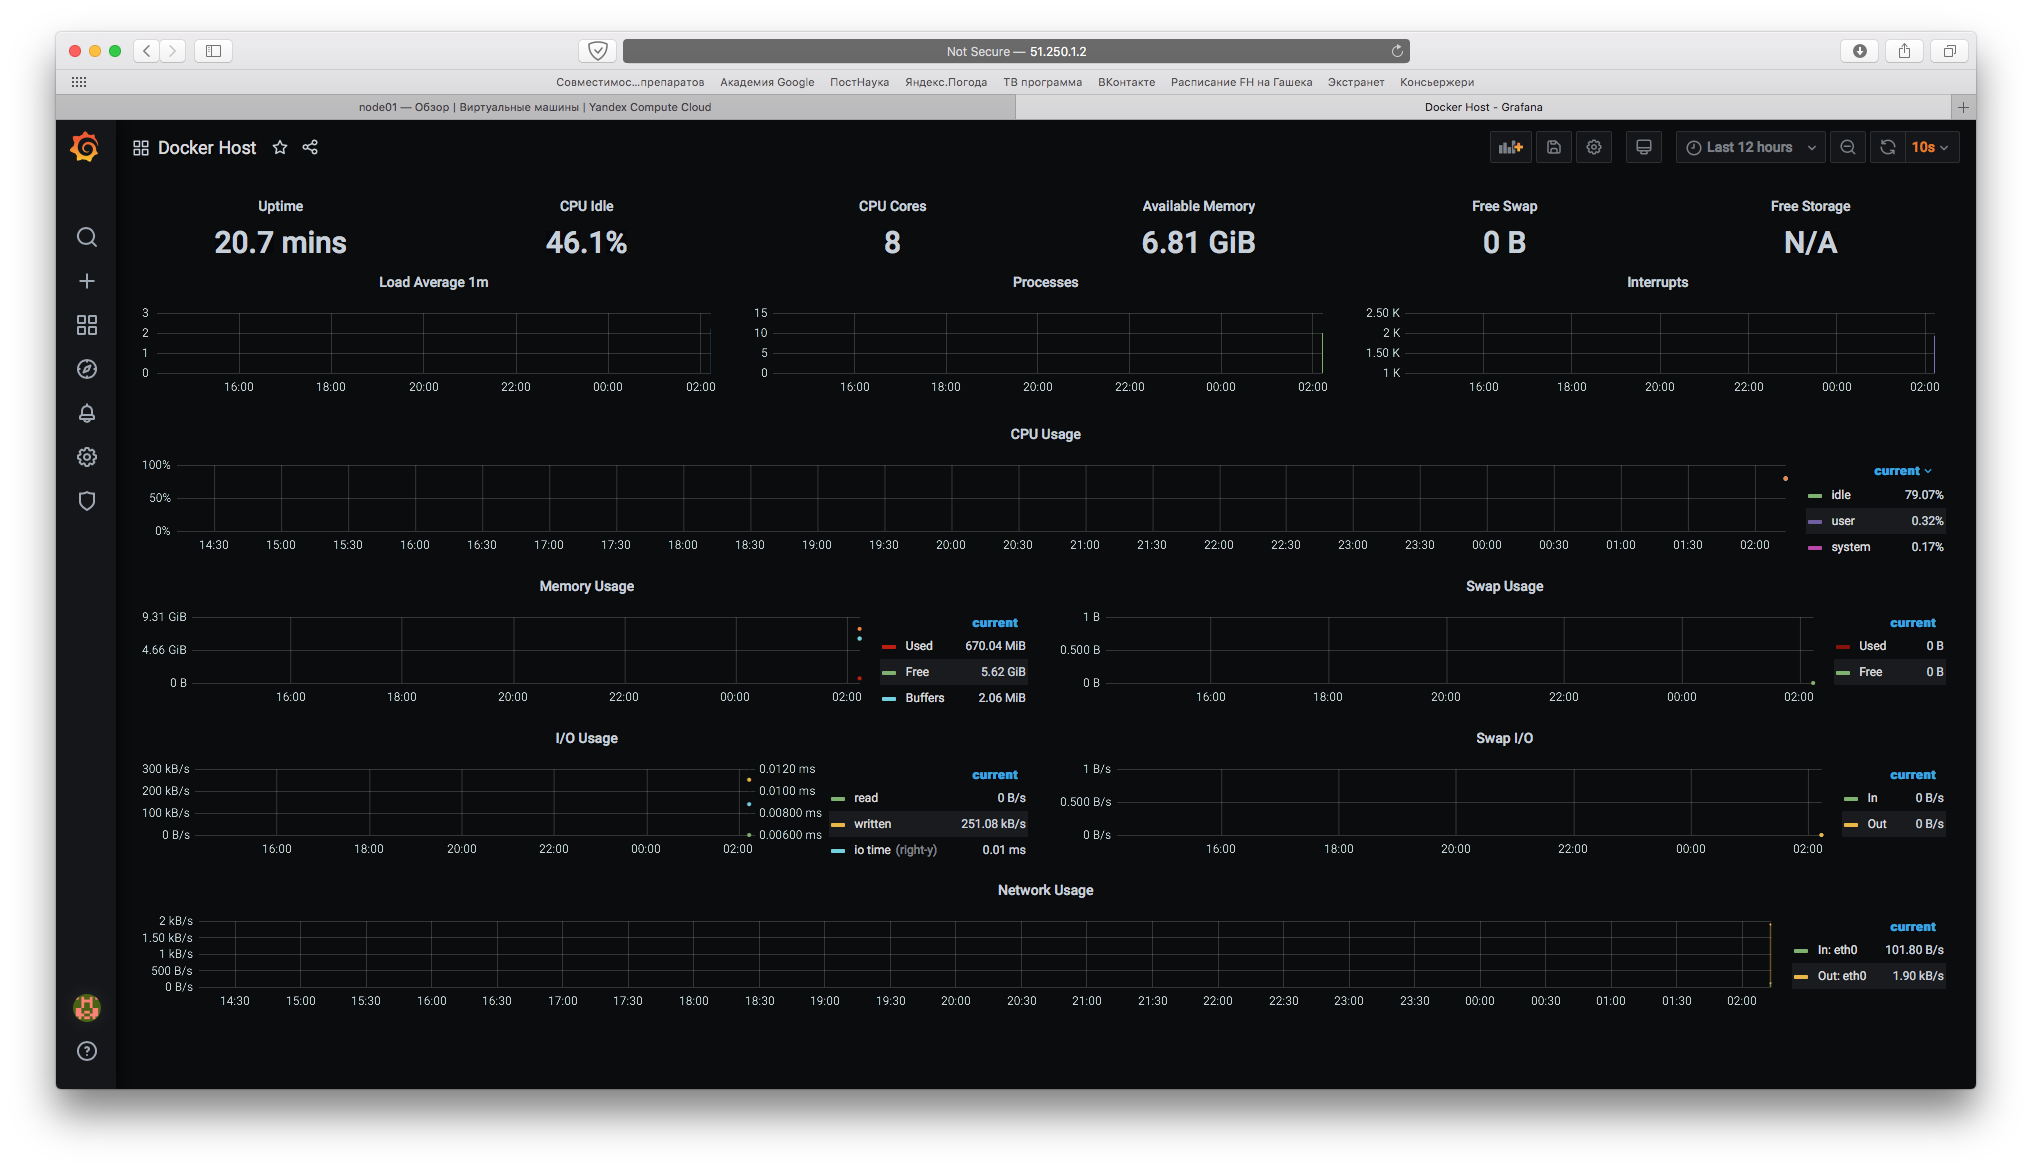 Not Secure — 51.250.1.2
Совместимос...препаратов Академия Google ПостНаука Яндекс.Погода ТВ программа ВКонтакте Расписание FH на Гашека Экстранет Консьержери
node01 — Обзор | Виртуальные машины | Yandex Compute Cloud Docker Host - Grafana
Docker Host Last 12 hours 10s
Uptime CPU Idle CPU Cores Available Memory Free Swap Free Storage
20.7 mins 46.1% 8 6.81 GiB 0 B N/A
Load Average 1m
3
2
1
0
16:00 18:00 20:00 22:00 00:00 02:00
Processes
15
10
5
0
16:00 18:00 20:00 22:00 00:00 02:00
Interrupts
2.50 K
2 K
1.50 K
1 K
16:00 18:00 20:00 22:00 00:00 02:00
CPU Usage
100%
50%
0%
14:30 15:00 15:30 16:00 16:30 17:00 17:30 18:00 18:30 19:00 19:30 20:00 20:30 21:00 21:30 22:00 22:30 23:00 23:30 00:00 00:30 01:00 01:30 02:00
current
idle 79.07%
user 0.32%
system 0.17%
Memory Usage
9.31 GiB
4.66 GiB
0 B
16:00 18:00 20:00 22:00 00:00 02:00
current
Used 670.04 MiB
Free 5.62 GiB
Buffers 2.06 MiB
Swap Usage
1 B
0.500 B
0 B
16:00 18:00 20:00 22:00 00:00 02:00
current
Used 0 B
Free 0 B
I/O Usage
300 kB/s 0.0120 ms
200 kB/s 0.0100 ms
100 kB/s 0.00800 ms
0 B/s 0.00600 ms
16:00 18:00 20:00 22:00 00:00 02:00
current
read 0 B/s
written 251.08 kB/s
io time (right-y) 0.01 ms
Swap I/O
1 B/s
0.500 B/s
0 B/s
16:00 18:00 20:00 22:00 00:00 02:00
current
In 0 B/s
Out 0 B/s
Network Usage
2 kB/s
1.50 kB/s
1 kB/s
500 B/s
0 B/s
14:30 15:00 15:30 16:00 16:30 17:00 17:30 18:00 18:30 19:00 19:30 20:00 20:30 21:00 21:30 22:00 22:30 23:00 23:30 00:00 00:30 01:00 01:30 02:00
current
In: eth0 101.80 B/s
Out: eth0 1.90 kB/s